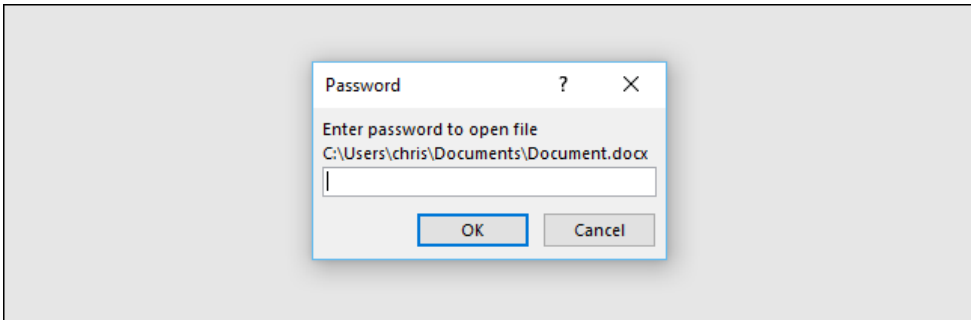 Password ?
Enter password to open file
C:\Users\chris\Documents\Document.docx
OK Cancel